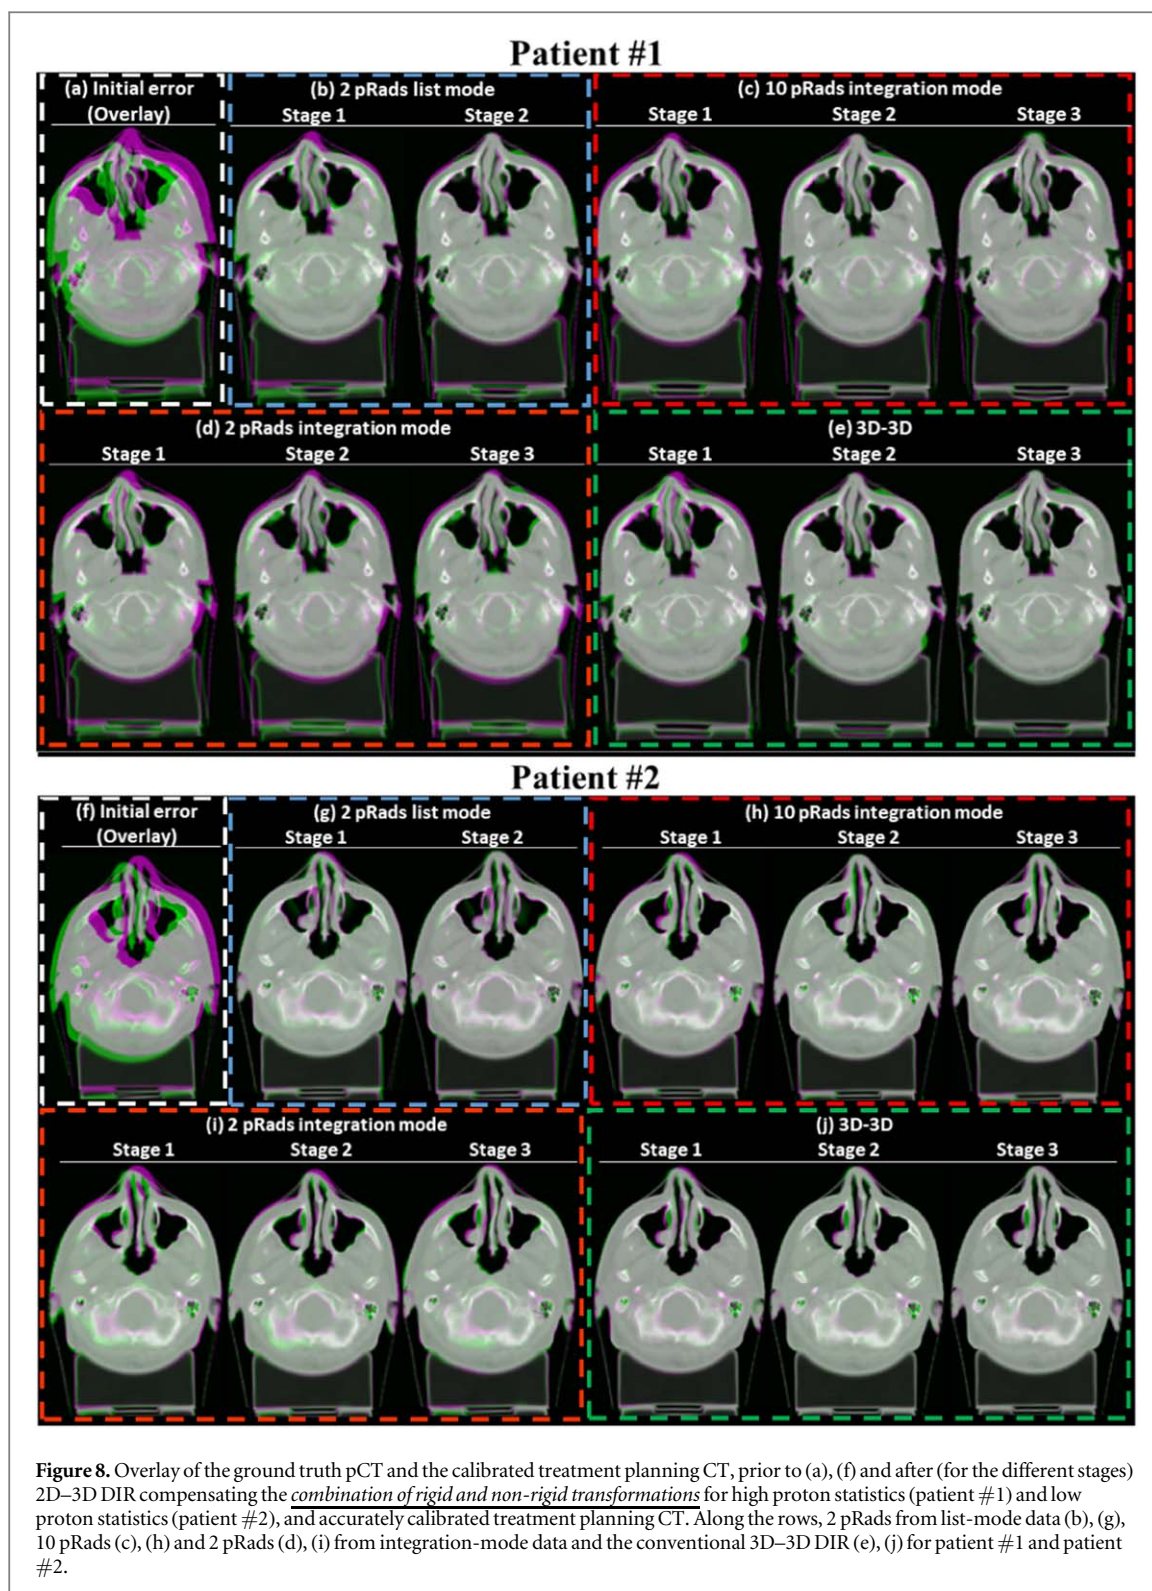 Patient #1
(a) Initial error
(Overlay)
(b) 2 pRads list mode
Stage 1 Stage 2
(c) 10 pRads integration mode
Stage 1 Stage 2 Stage 3
(d) 2 pRads integration mode
Stage 1 Stage 2 Stage 3
(e) 3D-3D
Stage 1 Stage 2 Stage 3
Patient #2
(f) Initial error
(Overlay)
(g) 2 pRads list mode
Stage 1 Stage 2
(h) 10 pRads integration mode
Stage 1 Stage 2 Stage 3
(i) 2 pRads integration mode
Stage 1 Stage 2 Stage 3
(j) 3D-3D
Stage 1 Stage 2 Stage 3
Figure 8. Overlay of the ground truth pCT and the calibrated treatment planning CT, prior to (a), (f) and after (for the different stages)
2D–3D DIR compensating the combination of rigid and non-rigid transformations for high proton statistics (patient #1) and low
proton statistics (patient #2), and accurately calibrated treatment planning CT. Along the rows, 2 pRads from list-mode data (b), (g),
10 pRads (c), (h) and 2 pRads (d), (i) from integration-mode data and the conventional 3D–3D DIR (e), (j) for patient #1 and patient
#2.